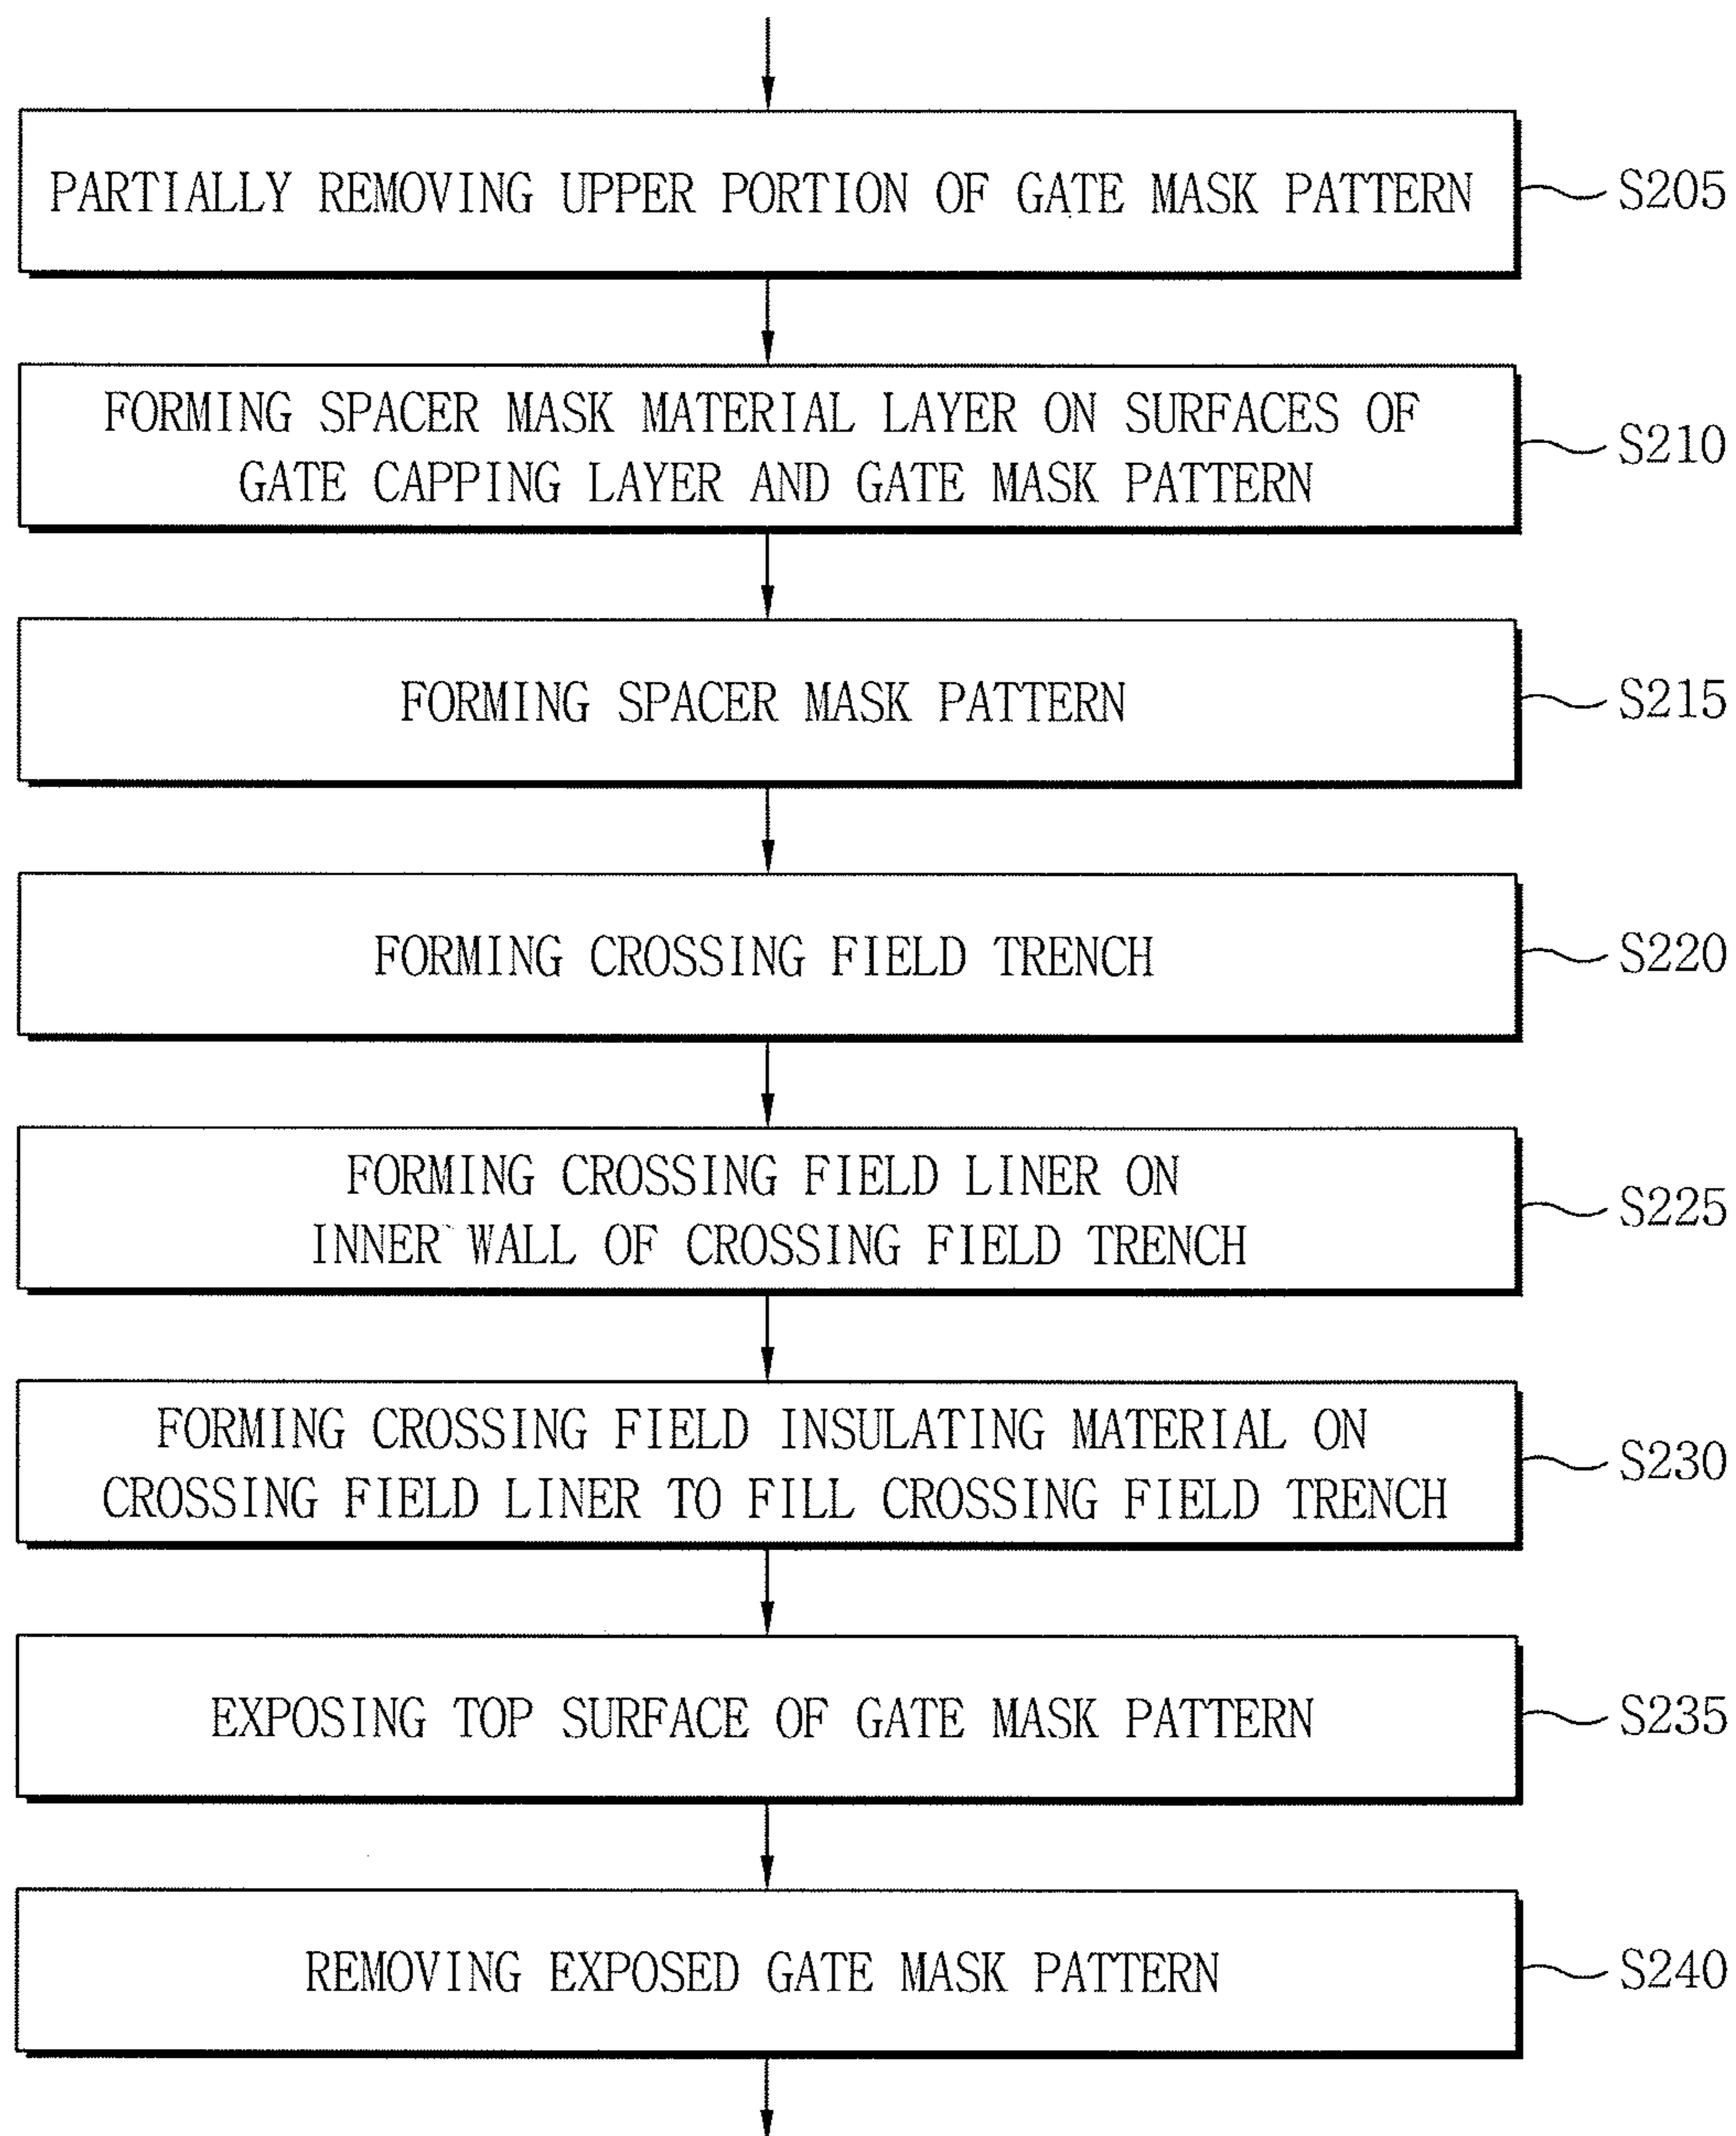 PARTIALLY REMOVING UPPER PORTION OF GATE MASK PATTERN
S205
FORMING SPACER MASK MATERIAL LAYER ON SURFACES OF
GATE CAPPING LAYER AND GATE MASK PATTERN
S210
FORMING SPACER MASK PATTERN
S215
FORMING CROSSING FIELD TRENCH
S220
FORMING CROSSING FIELD LINER ON
INNER WALL OF CROSSING FIELD TRENCH
S225
FORMING CROSSING FIELD INSULATING MATERIAL ON
CROSSING FIELD LINER TO FILL CROSSING FIELD TRENCH
S230
EXPOSING TOP SURFACE OF GATE MASK PATTERN
S235
REMOVING EXPOSED GATE MASK PATTERN
S240